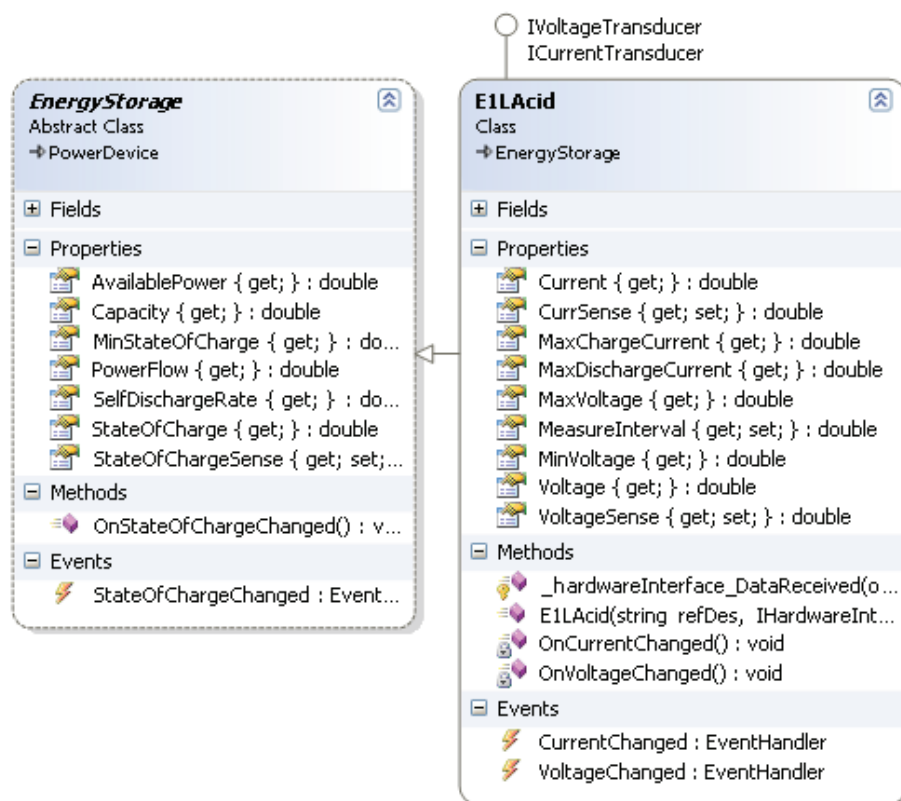 IVoltageTransducer
ICurrentTransducer
EnergyStorage
Abstract Class
PowerDevice
Fields
Properties
AvailablePower { get; } : double
Capacity { get; } : double
MinStateOfCharge { get; } : do...
PowerFlow { get; } : double
SelfDischargeRate { get; } : do...
StateOfCharge { get; } : double
StateOfChargeSense { get; set;...
Methods
OnStateOfChargeChanged() : v...
Events
StateOfChargeChanged : Event...
E1LAcid
Class
EnergyStorage
Fields
Properties
Current { get; } : double
CurrSense { get; set; } : double
MaxChargeCurrent { get; } : double
MaxDischargeCurrent { get; } : double
MaxVoltage { get; } : double
MeasureInterval { get; set; } : double
MinVoltage { get; } : double
Voltage { get; } : double
VoltageSense { get; set; } : double
Methods
_hardwareInterface_DataReceived(o...
E1LAcid(string refDes, IHardwareInt...
OnCurrentChanged() : void
OnVoltageChanged() : void
Events
CurrentChanged : EventHandler
VoltageChanged : EventHandler